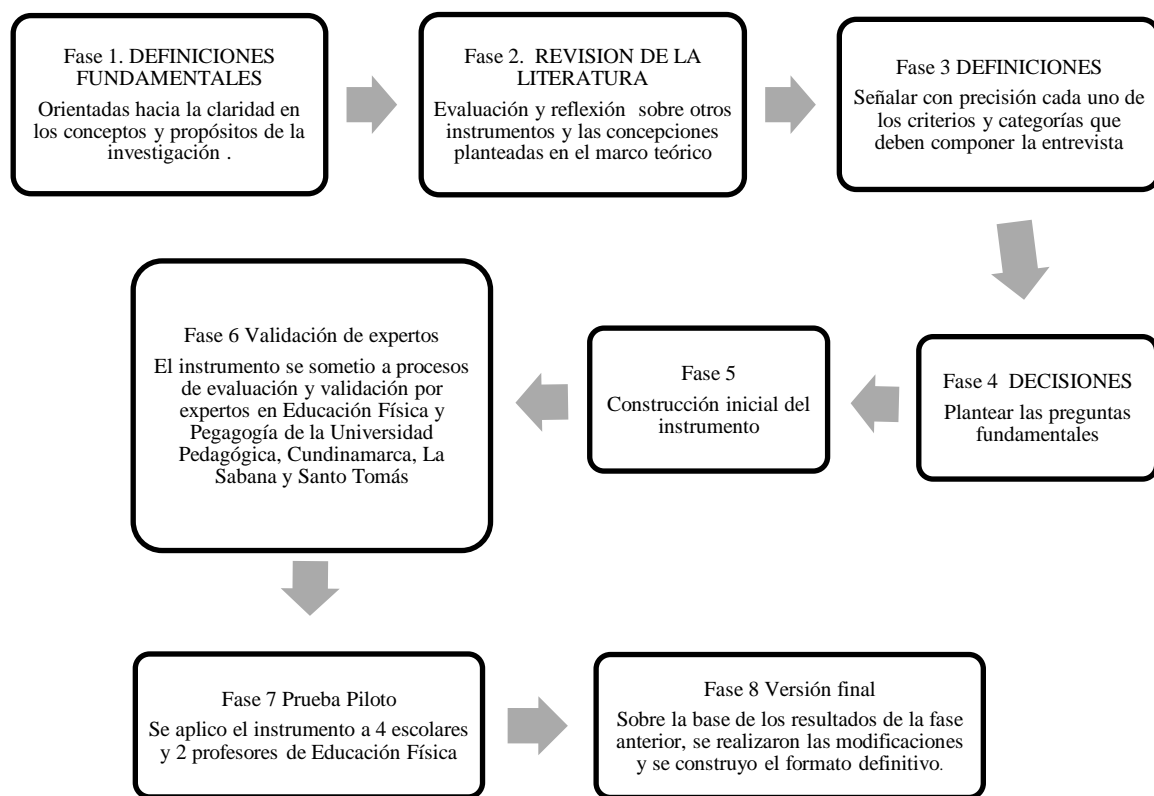 Fase 1. DEFINICIONES
FUNDAMENTALES
Orientadas hacia la claridad en
los conceptos y propósitos de la
investigación .
Fase 2.  REVISION DE LA
LITERATURA
Evaluación y reflexión  sobre otros
instrumentos y las concepciones
planteadas en el marco teórico
Fase 3 DEFINICIONES
Señalar con precisión cada uno de
los criterios y categorías que
deben componer la entrevista
Fase 4  DECISIONES
Plantear las preguntas
fundamentales
Fase 5
Construcción inicial del
instrumento
Fase 6 Validación de expertos
El instrumento se sometio a procesos
de evaluación y validación por
expertos en Educación Física y
Pegagogía de la Universidad
Pedagógica, Cundinamarca, La
Sabana y Santo Tomás
Fase 7 Prueba Piloto
Se aplico el instrumento a 4 escolares
y 2 profesores de Educación Física
Fase 8 Versión final
Sobre la base de los resultados de la fase
anterior, se realizaron las modificaciones
y se construyo el formato definitivo.